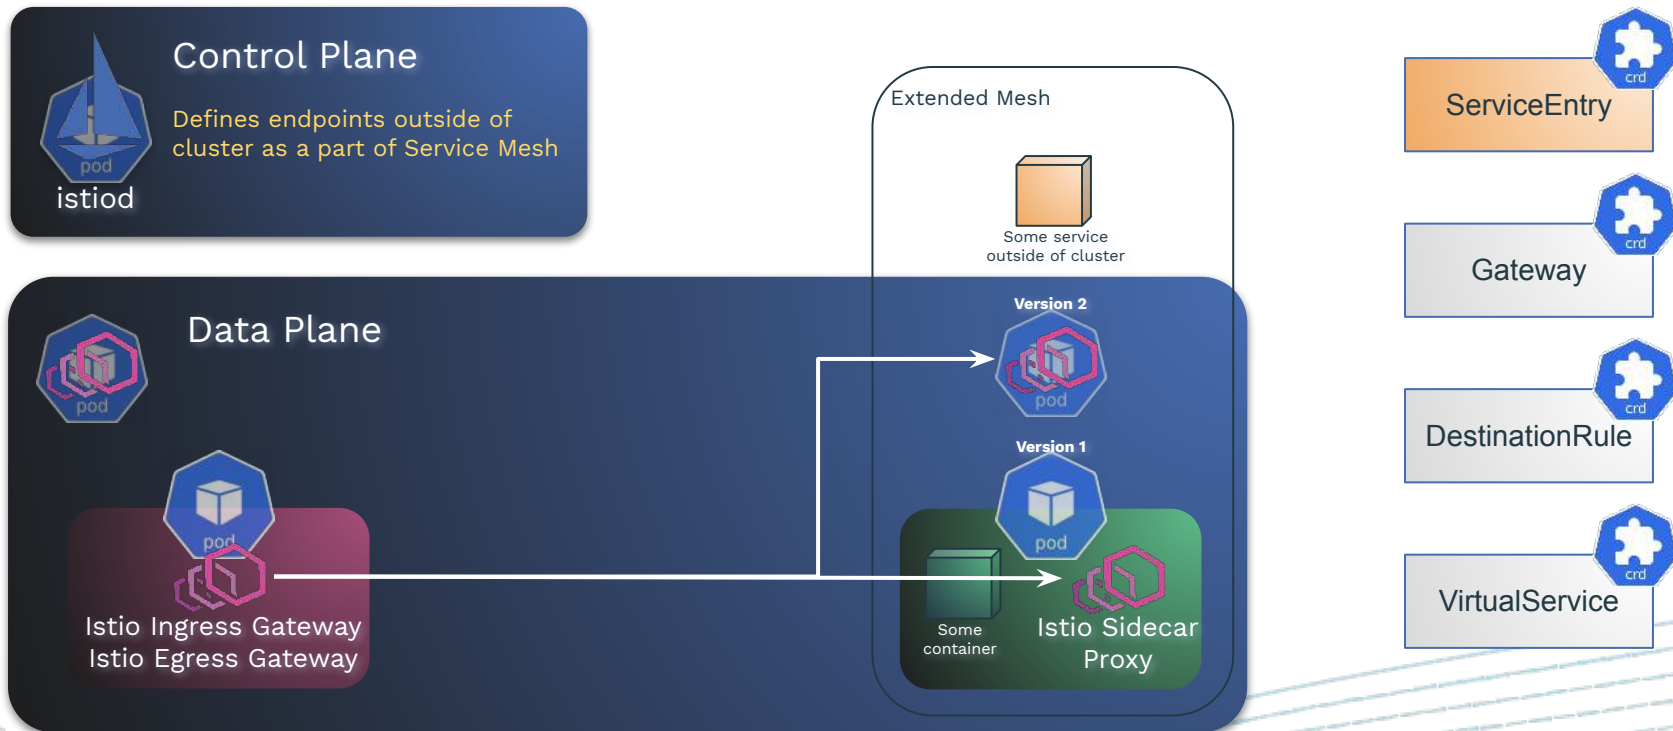 Control Plane
Defines endpoints outside of
cluster as a part of Service Mesh
pod
istiod
Extended Mesh
Some service
outside of cluster
Data Plane
pod
Version 2
pod
Version 1
pod
Some
container
Istio Sidecar
Proxy
pod
Istio Ingress Gateway
Istio Egress Gateway
crd
ServiceEntry
crd
Gateway
crd
DestinationRule
crd
VirtualService